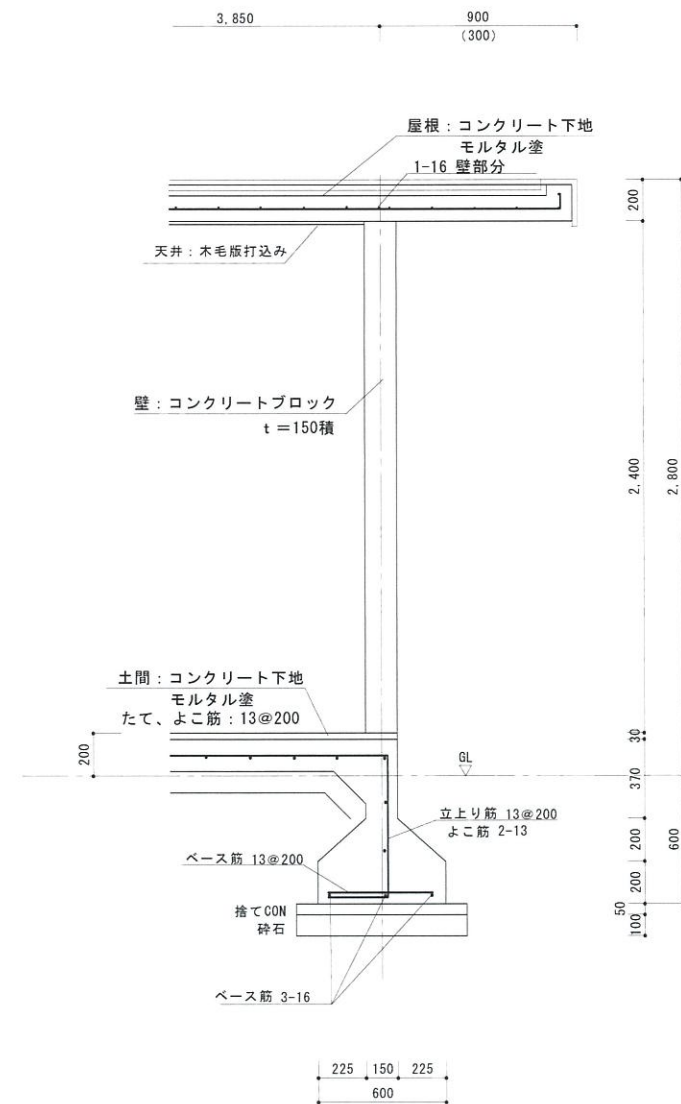 3,850
900
(300)
屋根：コンクリート下地
モルタル塗
1-16 壁部分
200
天井：木毛版打込み
壁：コンクリートブロック
t＝150積
2,400
2,800
土間：コンクリート下地
モルタル塗
たて、よこ筋：13@200
200
30
GL
370
立上り筋 13@200
よこ筋 2-13
200
600
ベース筋 13@200
200
捨てCON
50
砕石
100
ベース筋 3-16
225
150
225
600